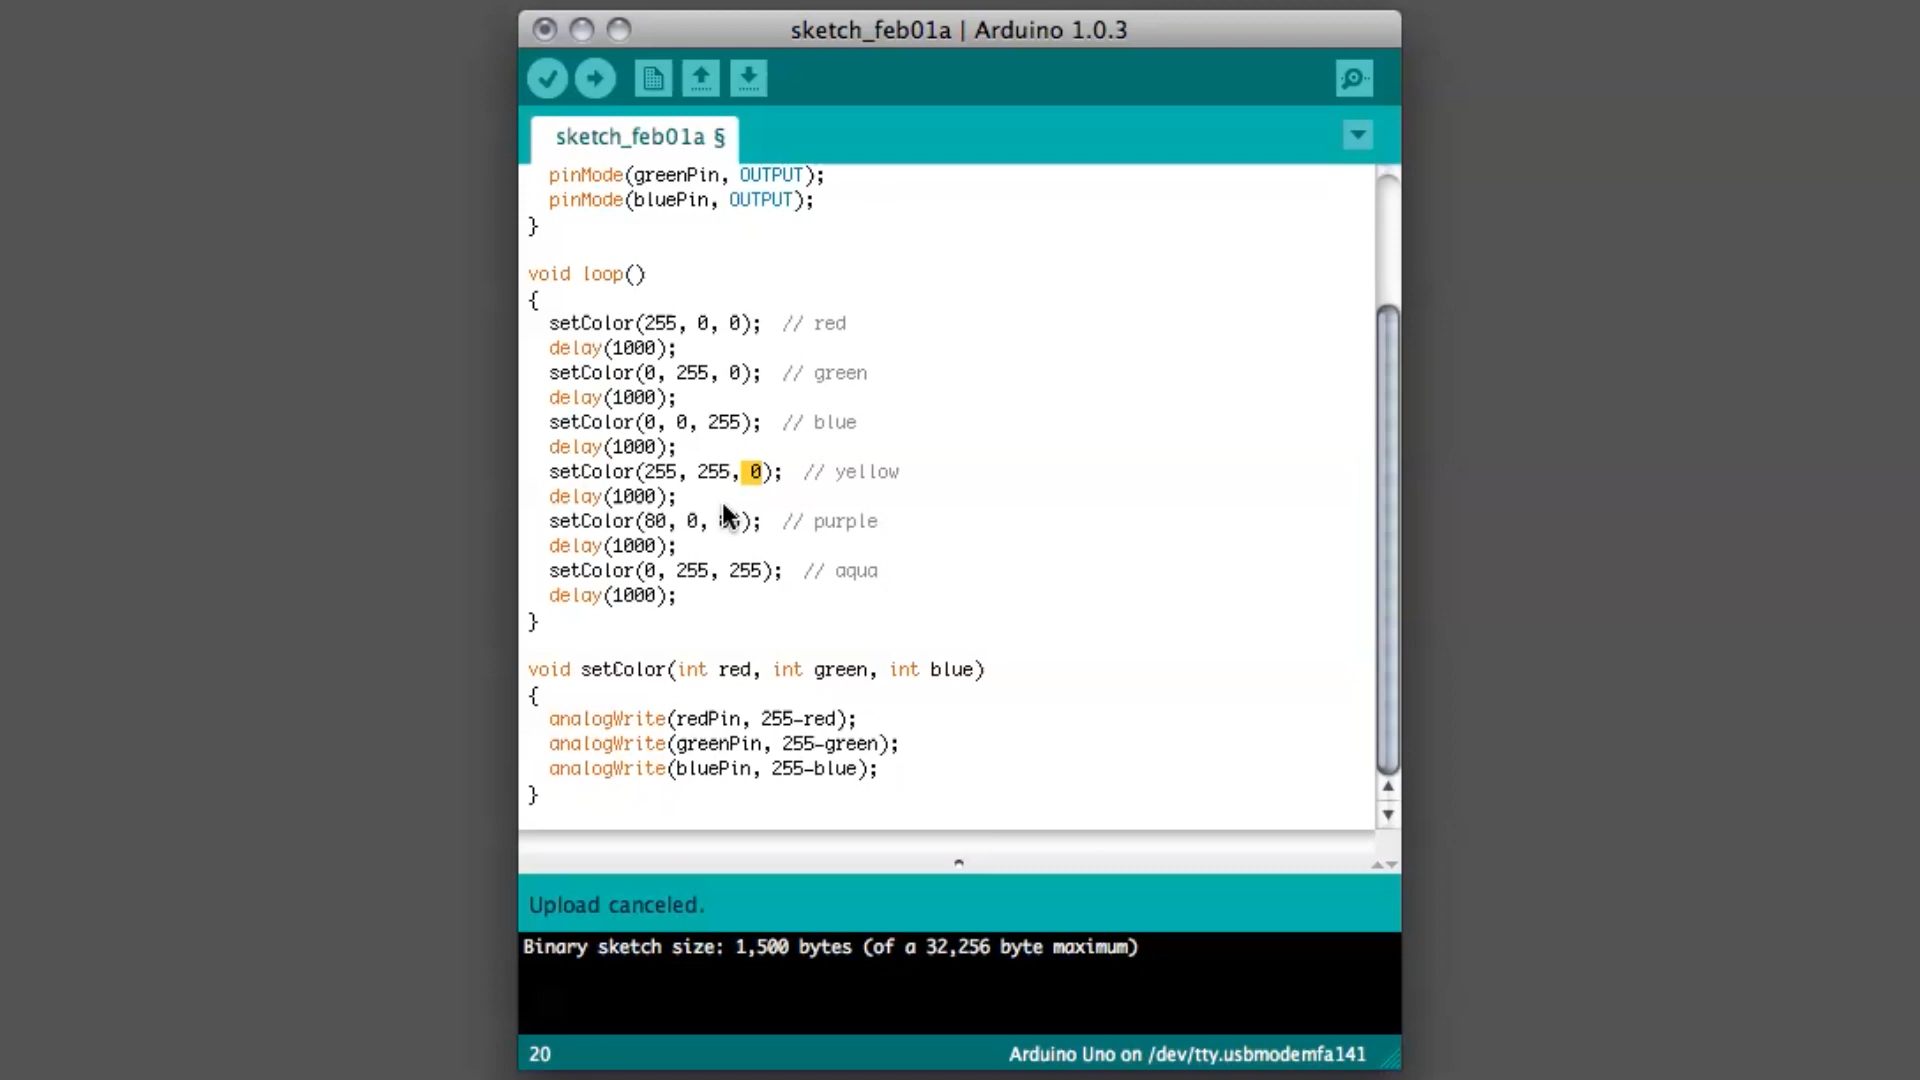 sketch_feb01a | Arduino 1.0.3
sketch_feb01a §
pinMode(greenPin, OUTPUT);
pinMode(bluePin, OUTPUT);
}
void loop()
{
setColor(255, 0, 0); // red
delay(1000);
setColor(0, 255, 0); // green
delay(1000);
setColor(0, 0, 255); // blue
delay(1000);
setColor(255, 255, 0); // yellow
delay(1000);
setColor(80, 0, ); // purple
delay(1000);
setColor(0, 255, 255); // aqua
delay(1000);
}
void setColor(int red, int green, int blue)
{
analogWrite(redPin, 255-red);
analogWrite(greenPin, 255-green);
analogWrite(bluePin, 255-blue);
}
Upload canceled.
Binary sketch size: 1,500 bytes (of a 32,256 byte maximum)
20
Arduino Uno on /dev/tty.usbmodemfa141